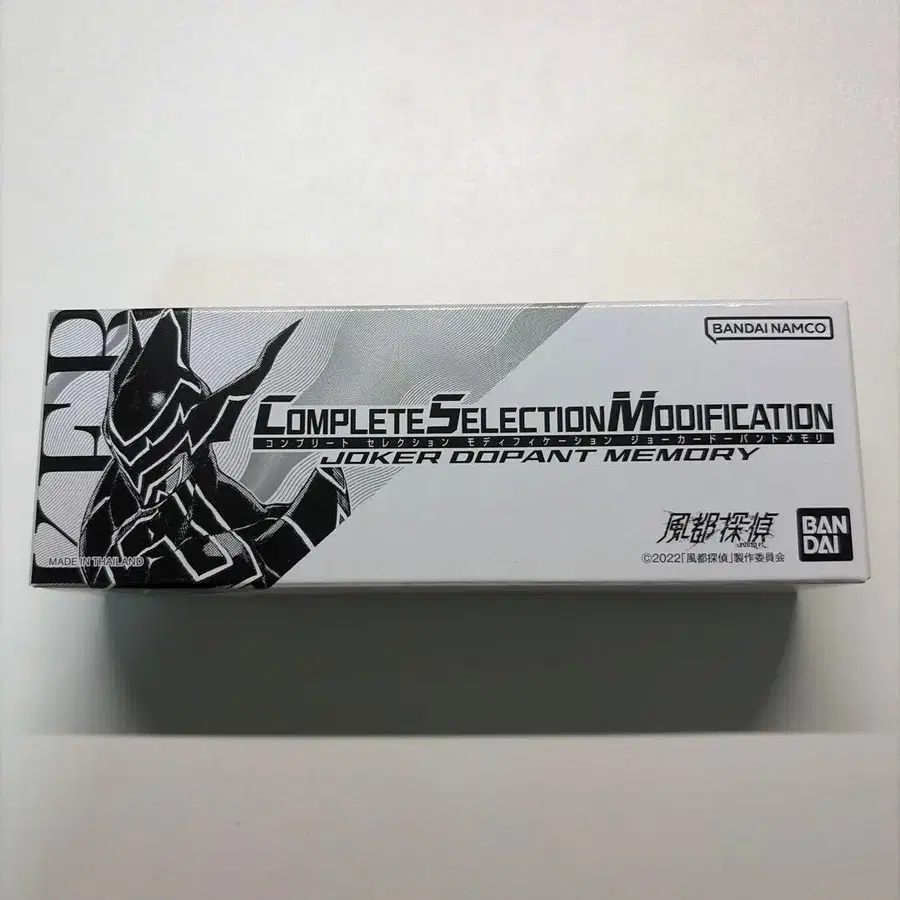 BANDAI NAMCO
COMPLETE SELECTION MODIFICATION
コンプリート セレクション モディフィケーション ジョーカードーパントメモリ
JOKER DOPANT MEMORY
風都探偵
BAN
DAI
©2022「風都探偵」製作委員会
MADE IN THAILAND